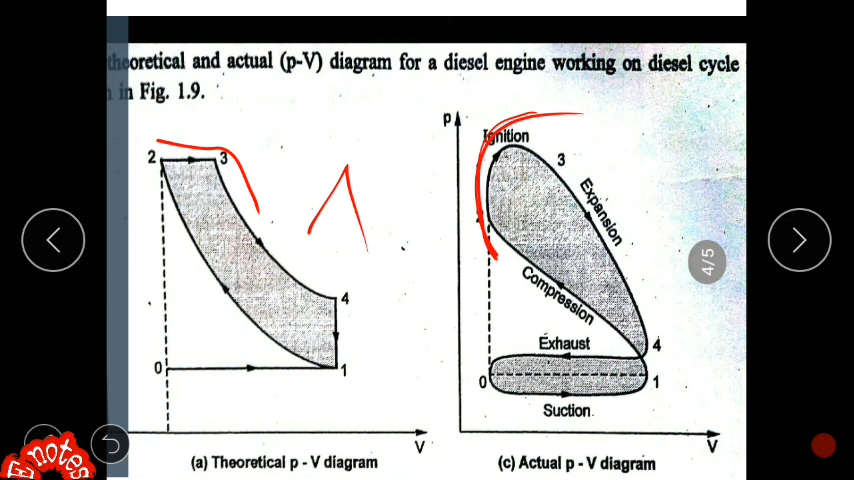 theoretical and actual (p-V) diagram for a diesel engine working on diesel cycle
in Fig. 1.9.
p
Ignition
2
3
3
Expansion
4/5
Compression
4
Exhaust
4
0
1
0
1
Suction
V
V
E notes
(a) Theoretical p - V diagram
(c) Actual p - V diagram